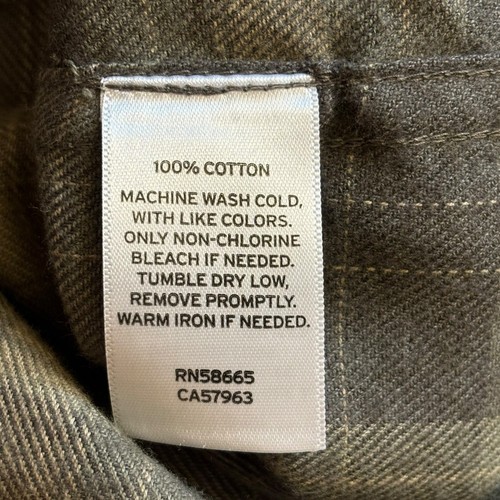 100% COTTON
MACHINE WASH COLD,
WITH LIKE COLORS.
ONLY NON-CHLORINE
BLEACH IF NEEDED.
TUMBLE DRY LOW,
REMOVE PROMPTLY.
WARM IRON IF NEEDED.
RN58665
CA57963